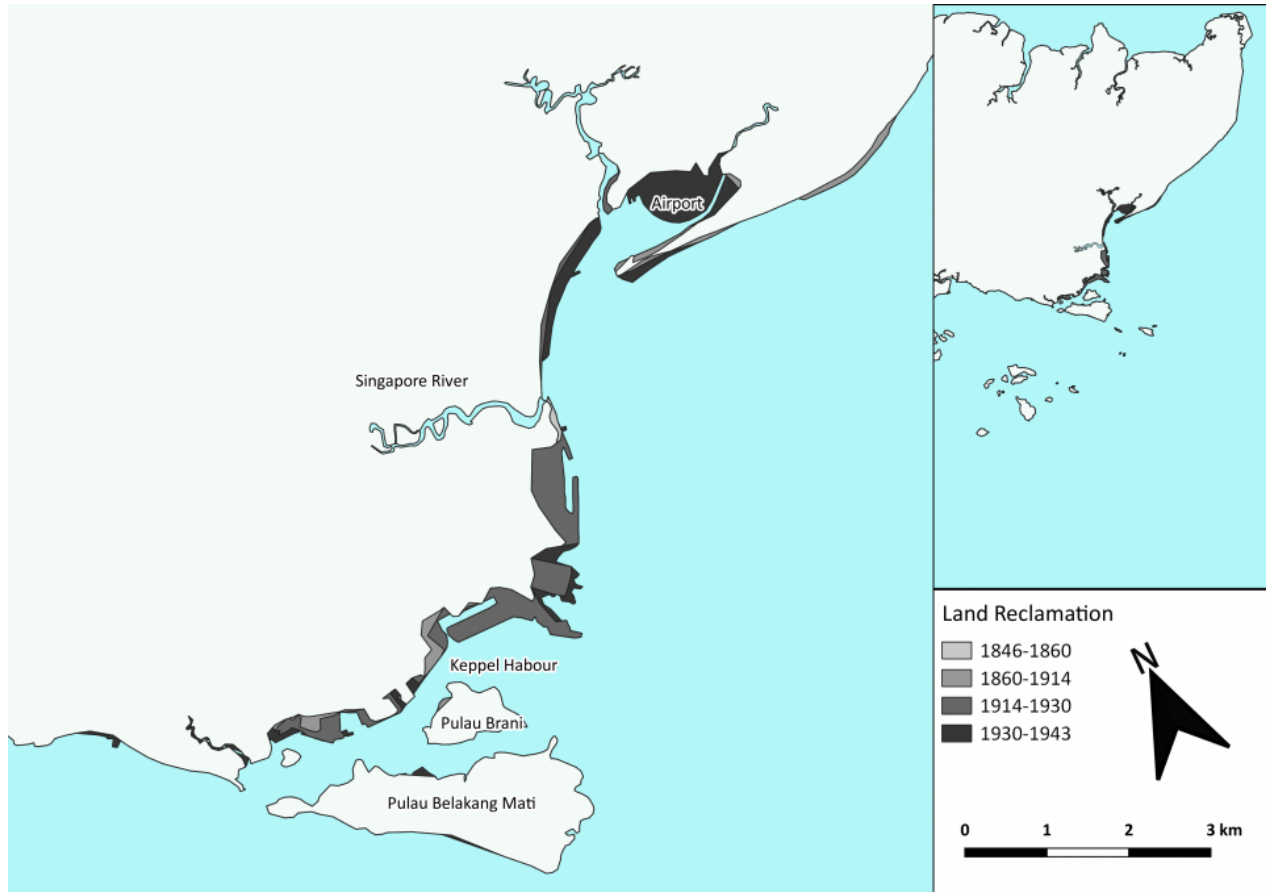 Airport
Singapore River
Keppel Habour
Pulau Brani
Pulau Belakang Mati
Land Reclamation
1846-1860
1860-1914
1914-1930
1930-1943
N
0 1 2 3 km